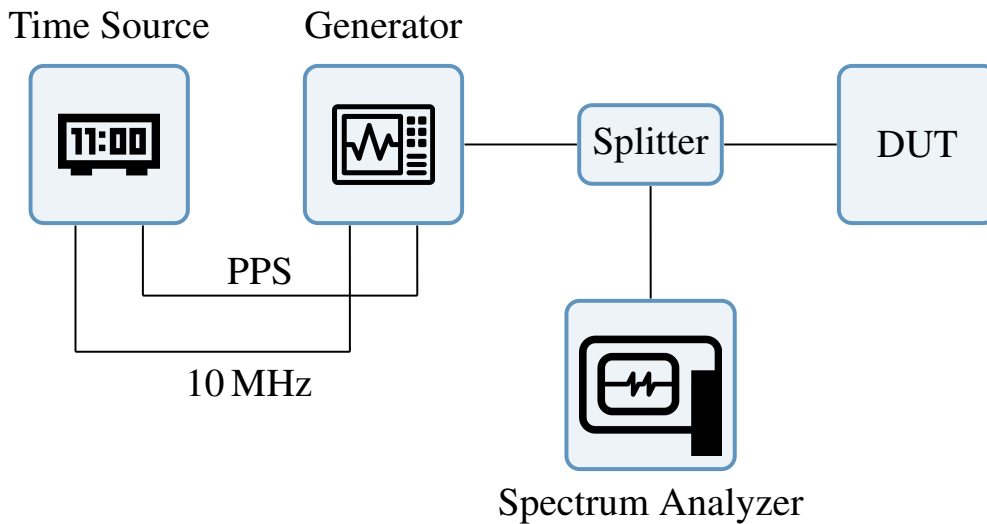 Time Source
Generator
11:00
Splitter
DUT
PPS
10 MHz
Spectrum Analyzer